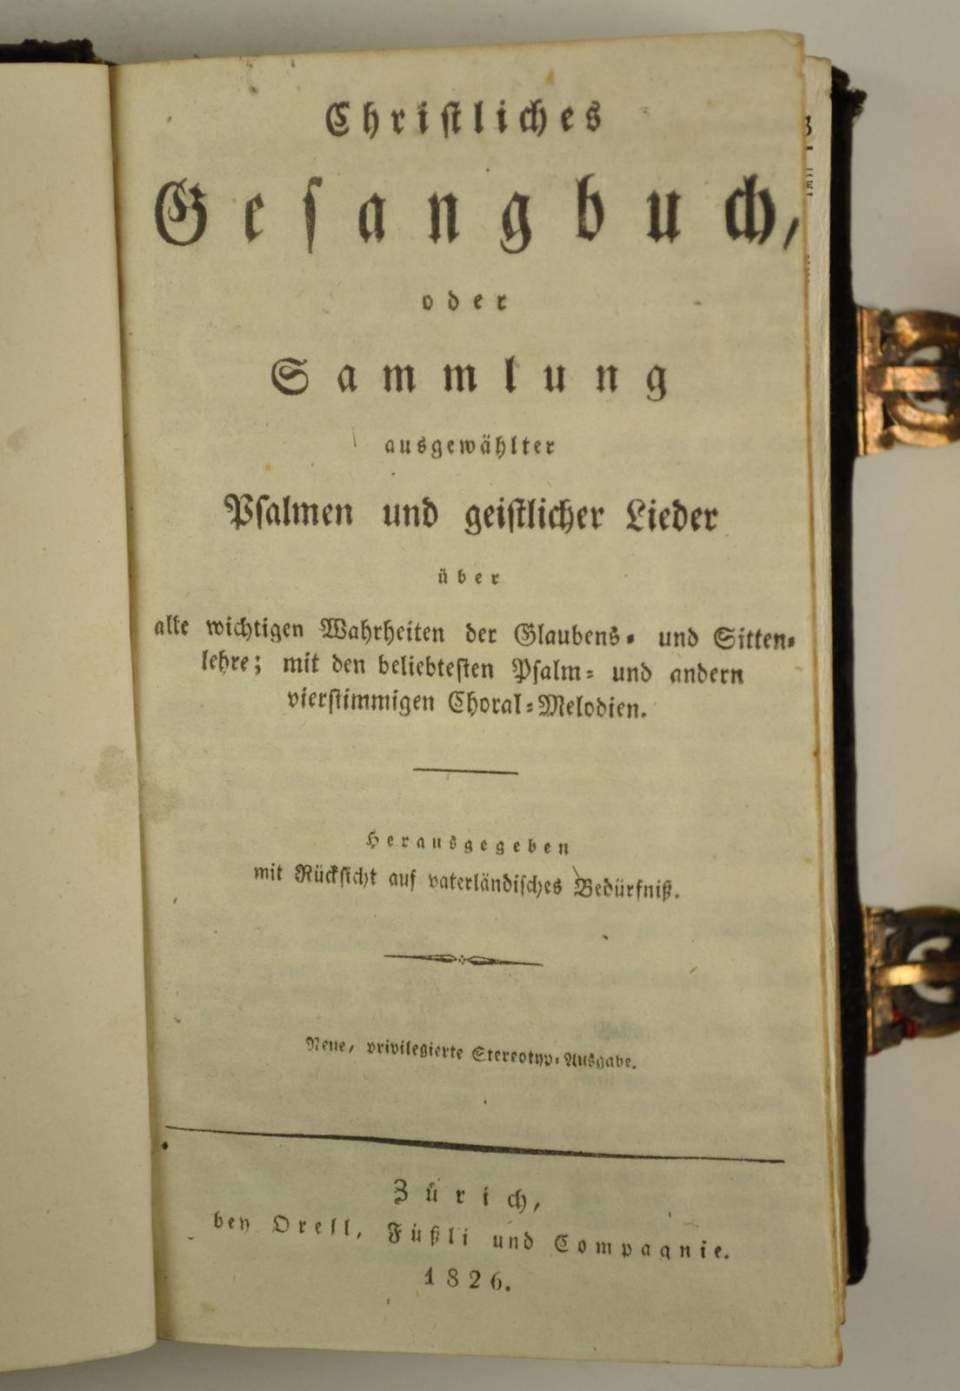 Christliches
Gesangbuch,
oder
Sammlung
ausgewählter
Psalmen und geistlicher Lieder
über
alle wichtigen Wahrheiten der Glaubens- und Sitten-
lehre; mit den beliebtesten Psalm- und andern
vierstimmigen Choral-Melodien.
Herausgegeben
mit Rücksicht auf vaterländisches Bedürfniß.
Neue, privilegierte Stereotyp-Ausgabe.
Zürich,
bey Orell, Füßli und Compagnie.
1826.